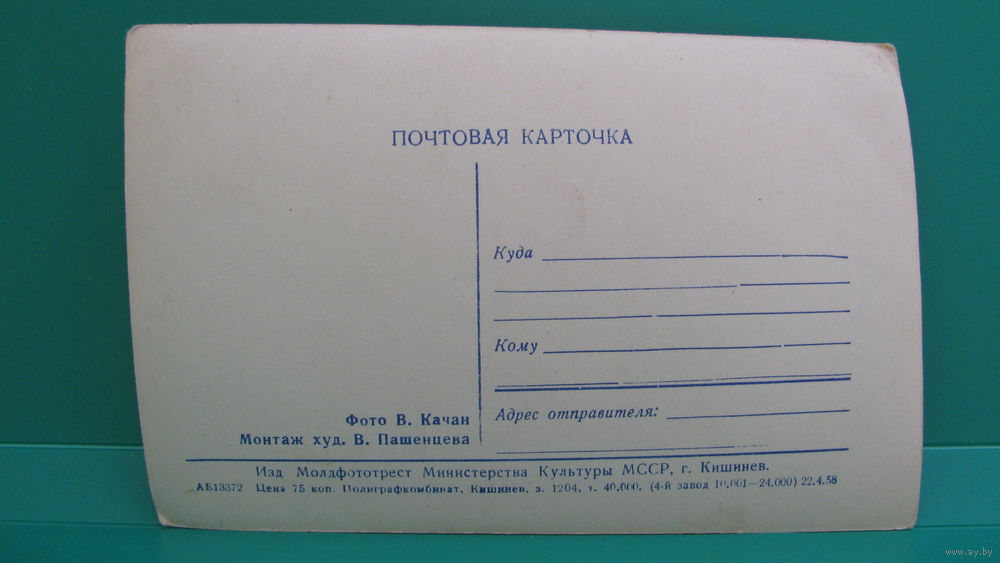 ПОЧТОВАЯ КАРТОЧКА
Куда
Кому
Адрес отправителя:
Фото В. Качан
Монтаж худ. В. Пашенцева
Изд Молдфототрест Министерства Культуры МССР, г. Кишинев.
АБ13372 Цена 75 коп. Полиграфкомбинат, Кишинев, з. 1204, т. 40.000. (4-й завод 10.001—24.000) 22.4.58
www.ay.by